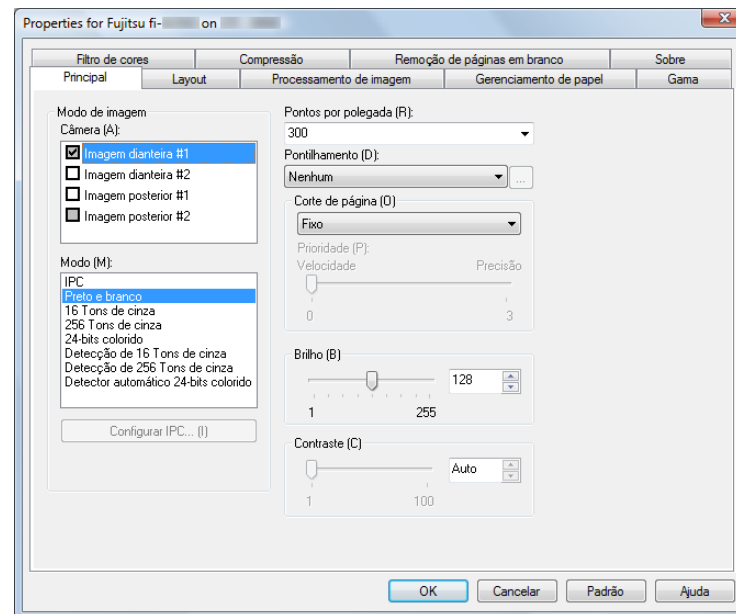 Properties for Fujitsu fi- on
Filtro de cores Compressão Remoção de páginas em branco Sobre
Principal Layout Processamento de imagem Gerenciamento de papel Gama
Modo de imagem
Câmera (A):
Imagem dianteira #1
Imagem dianteira #2
Imagem posterior #1
Imagem posterior #2
Modo (M):
IPC
Preto e branco
16 Tons de cinza
256 Tons de cinza
24-bits colorido
Detecção de 16 Tons de cinza
Detecção de 256 Tons de cinza
Detector automático 24-bits colorido
Configurar IPC... (I)
Pontos por polegada (R):
300
Pontilhamento (D):
Nenhum ...
Corte de página (O)
Fixo
Prioridade (P):
Velocidade Precisão
0 3
Brilho (B)
128
1 255
Contraste (C)
Auto
1 100
OK Cancelar Padrão Ajuda